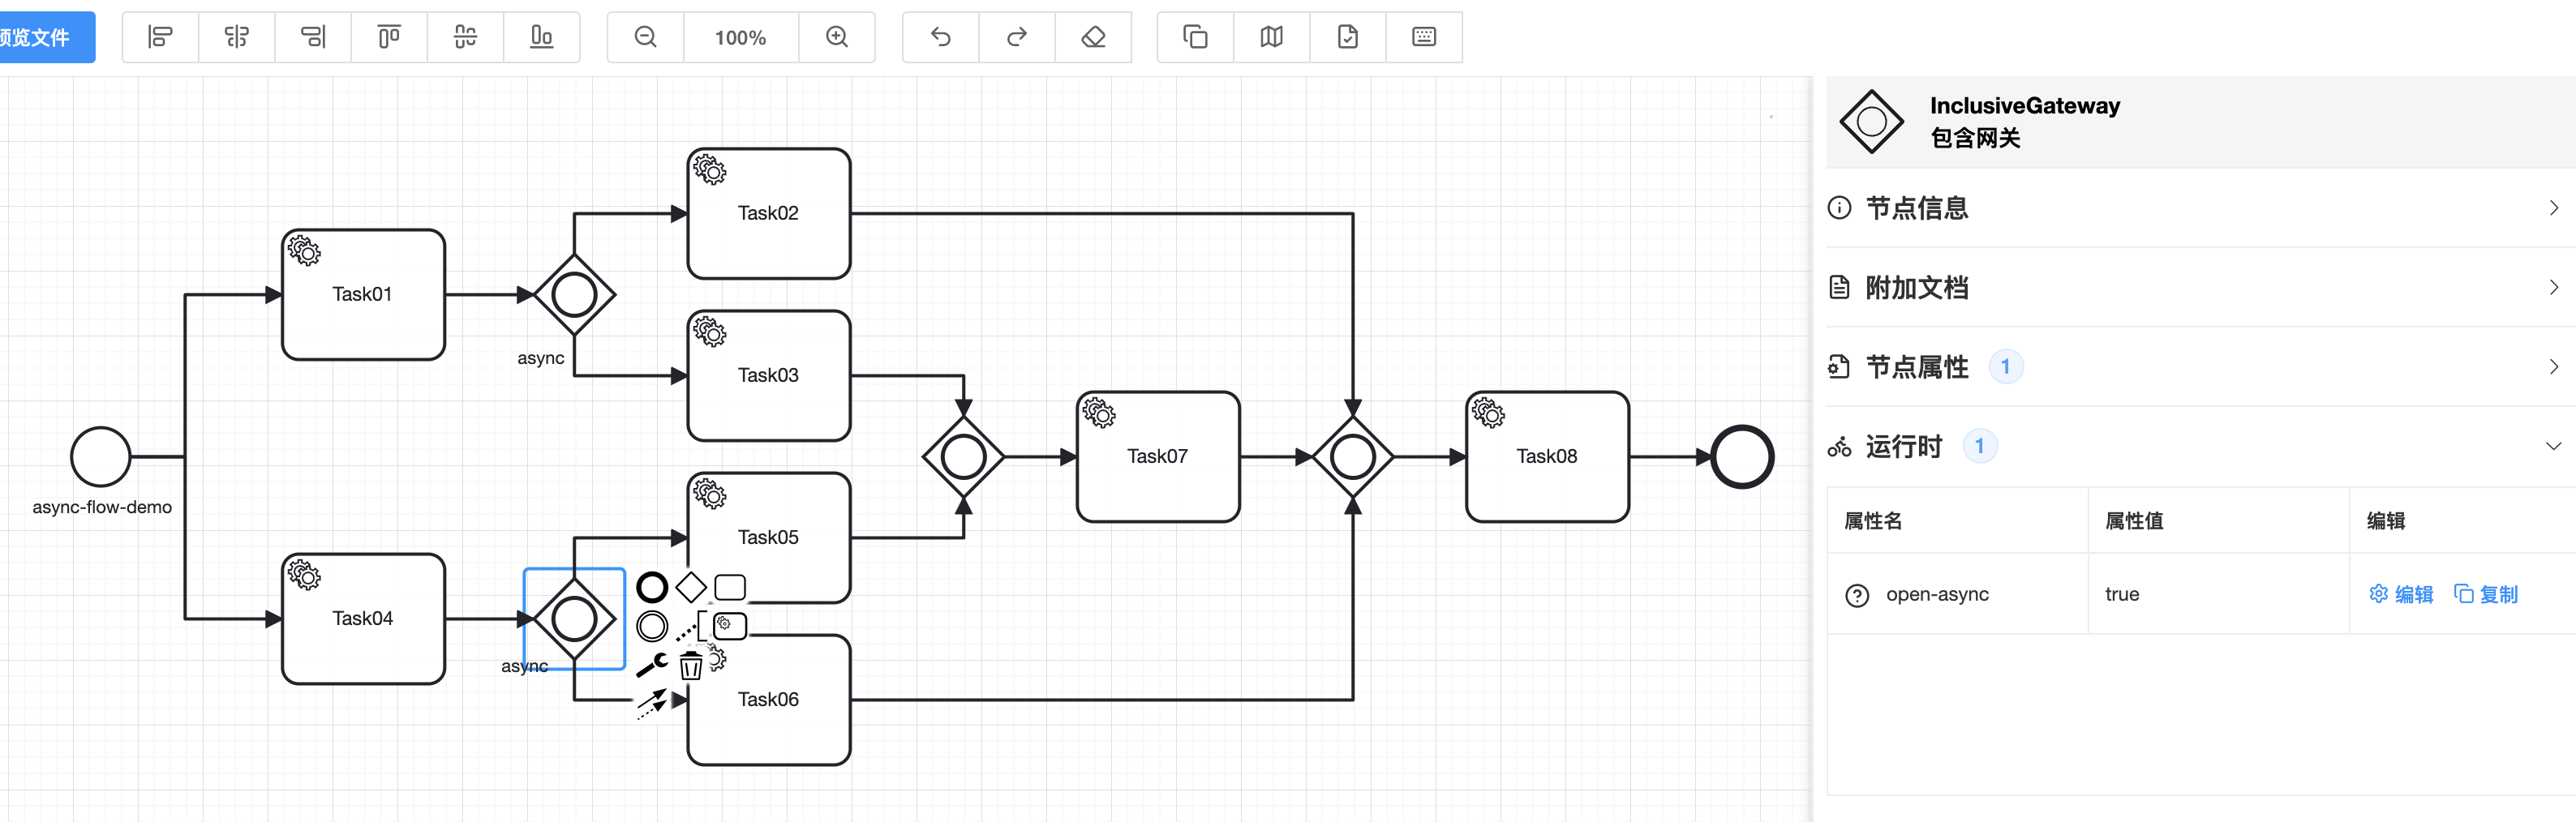 预览文件
100%
InclusiveGateway
包含网关
节点信息
附加文档
节点属性 1
运行时 1
属性名 属性值 编辑
open-async true 编辑 复制
Task02
Task01
async
Task03
Task07
Task08
async-flow-demo
Task05
Task04
async
Task06